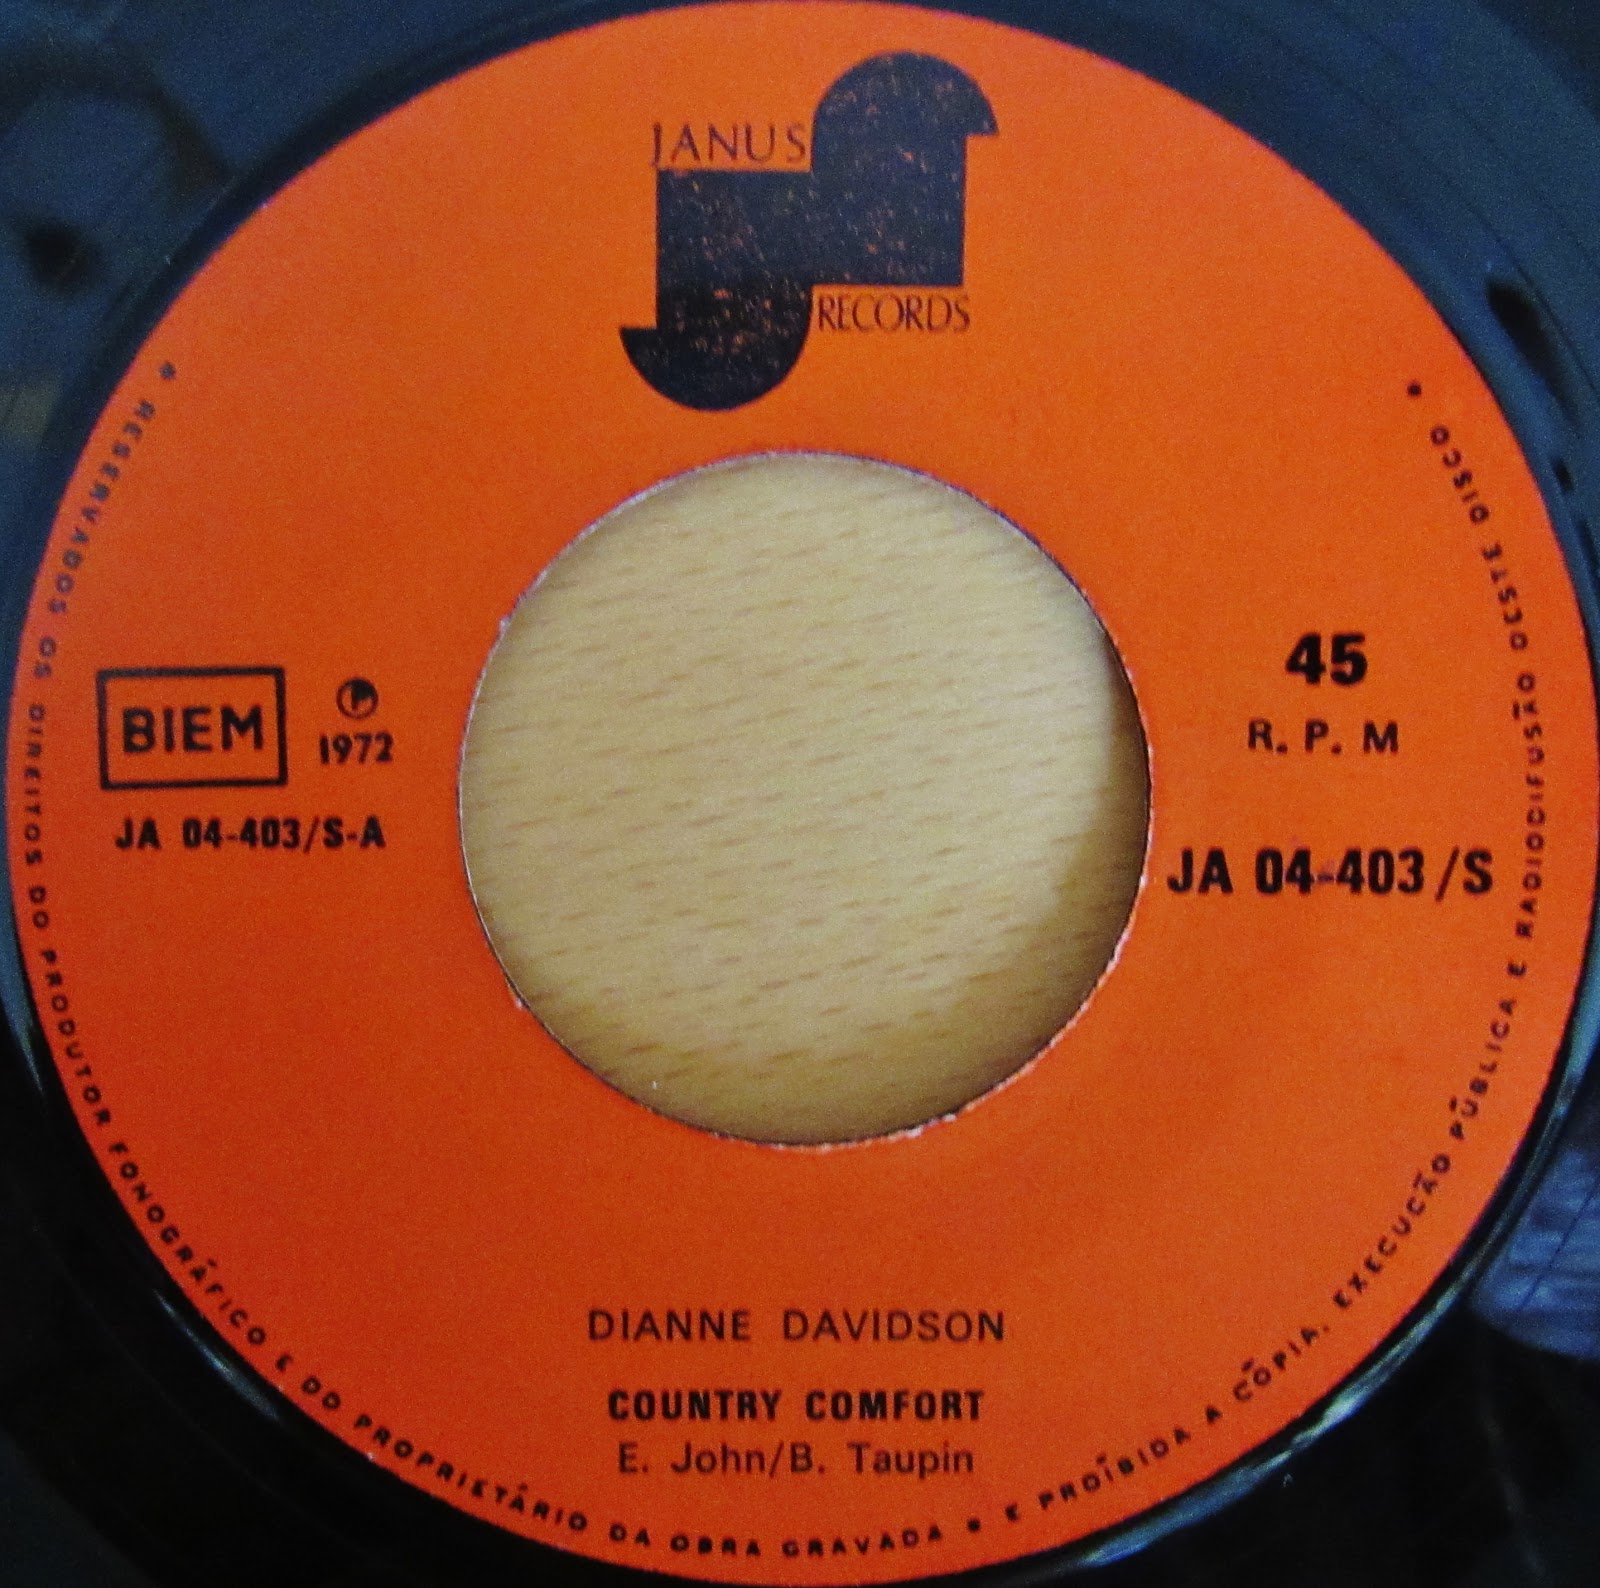 JANUS
RECORDS
BIEM
Ⓟ
1972
JA 04-403/S-A
45
R. P. M
JA 04-403/S
DIANNE DAVIDSON
COUNTRY COMFORT
E. John/B. Taupin
• RESERVADOS OS DIREITOS DO PRODUTOR FONOGRÁFICO E DO PROPRIETÁRIO DA OBRA GRAVADA • E PROÏBIDA A CÓPIA, EXECUÇÃO PÚBLICA E RADIODIFUSÃO DESTE DISCO •